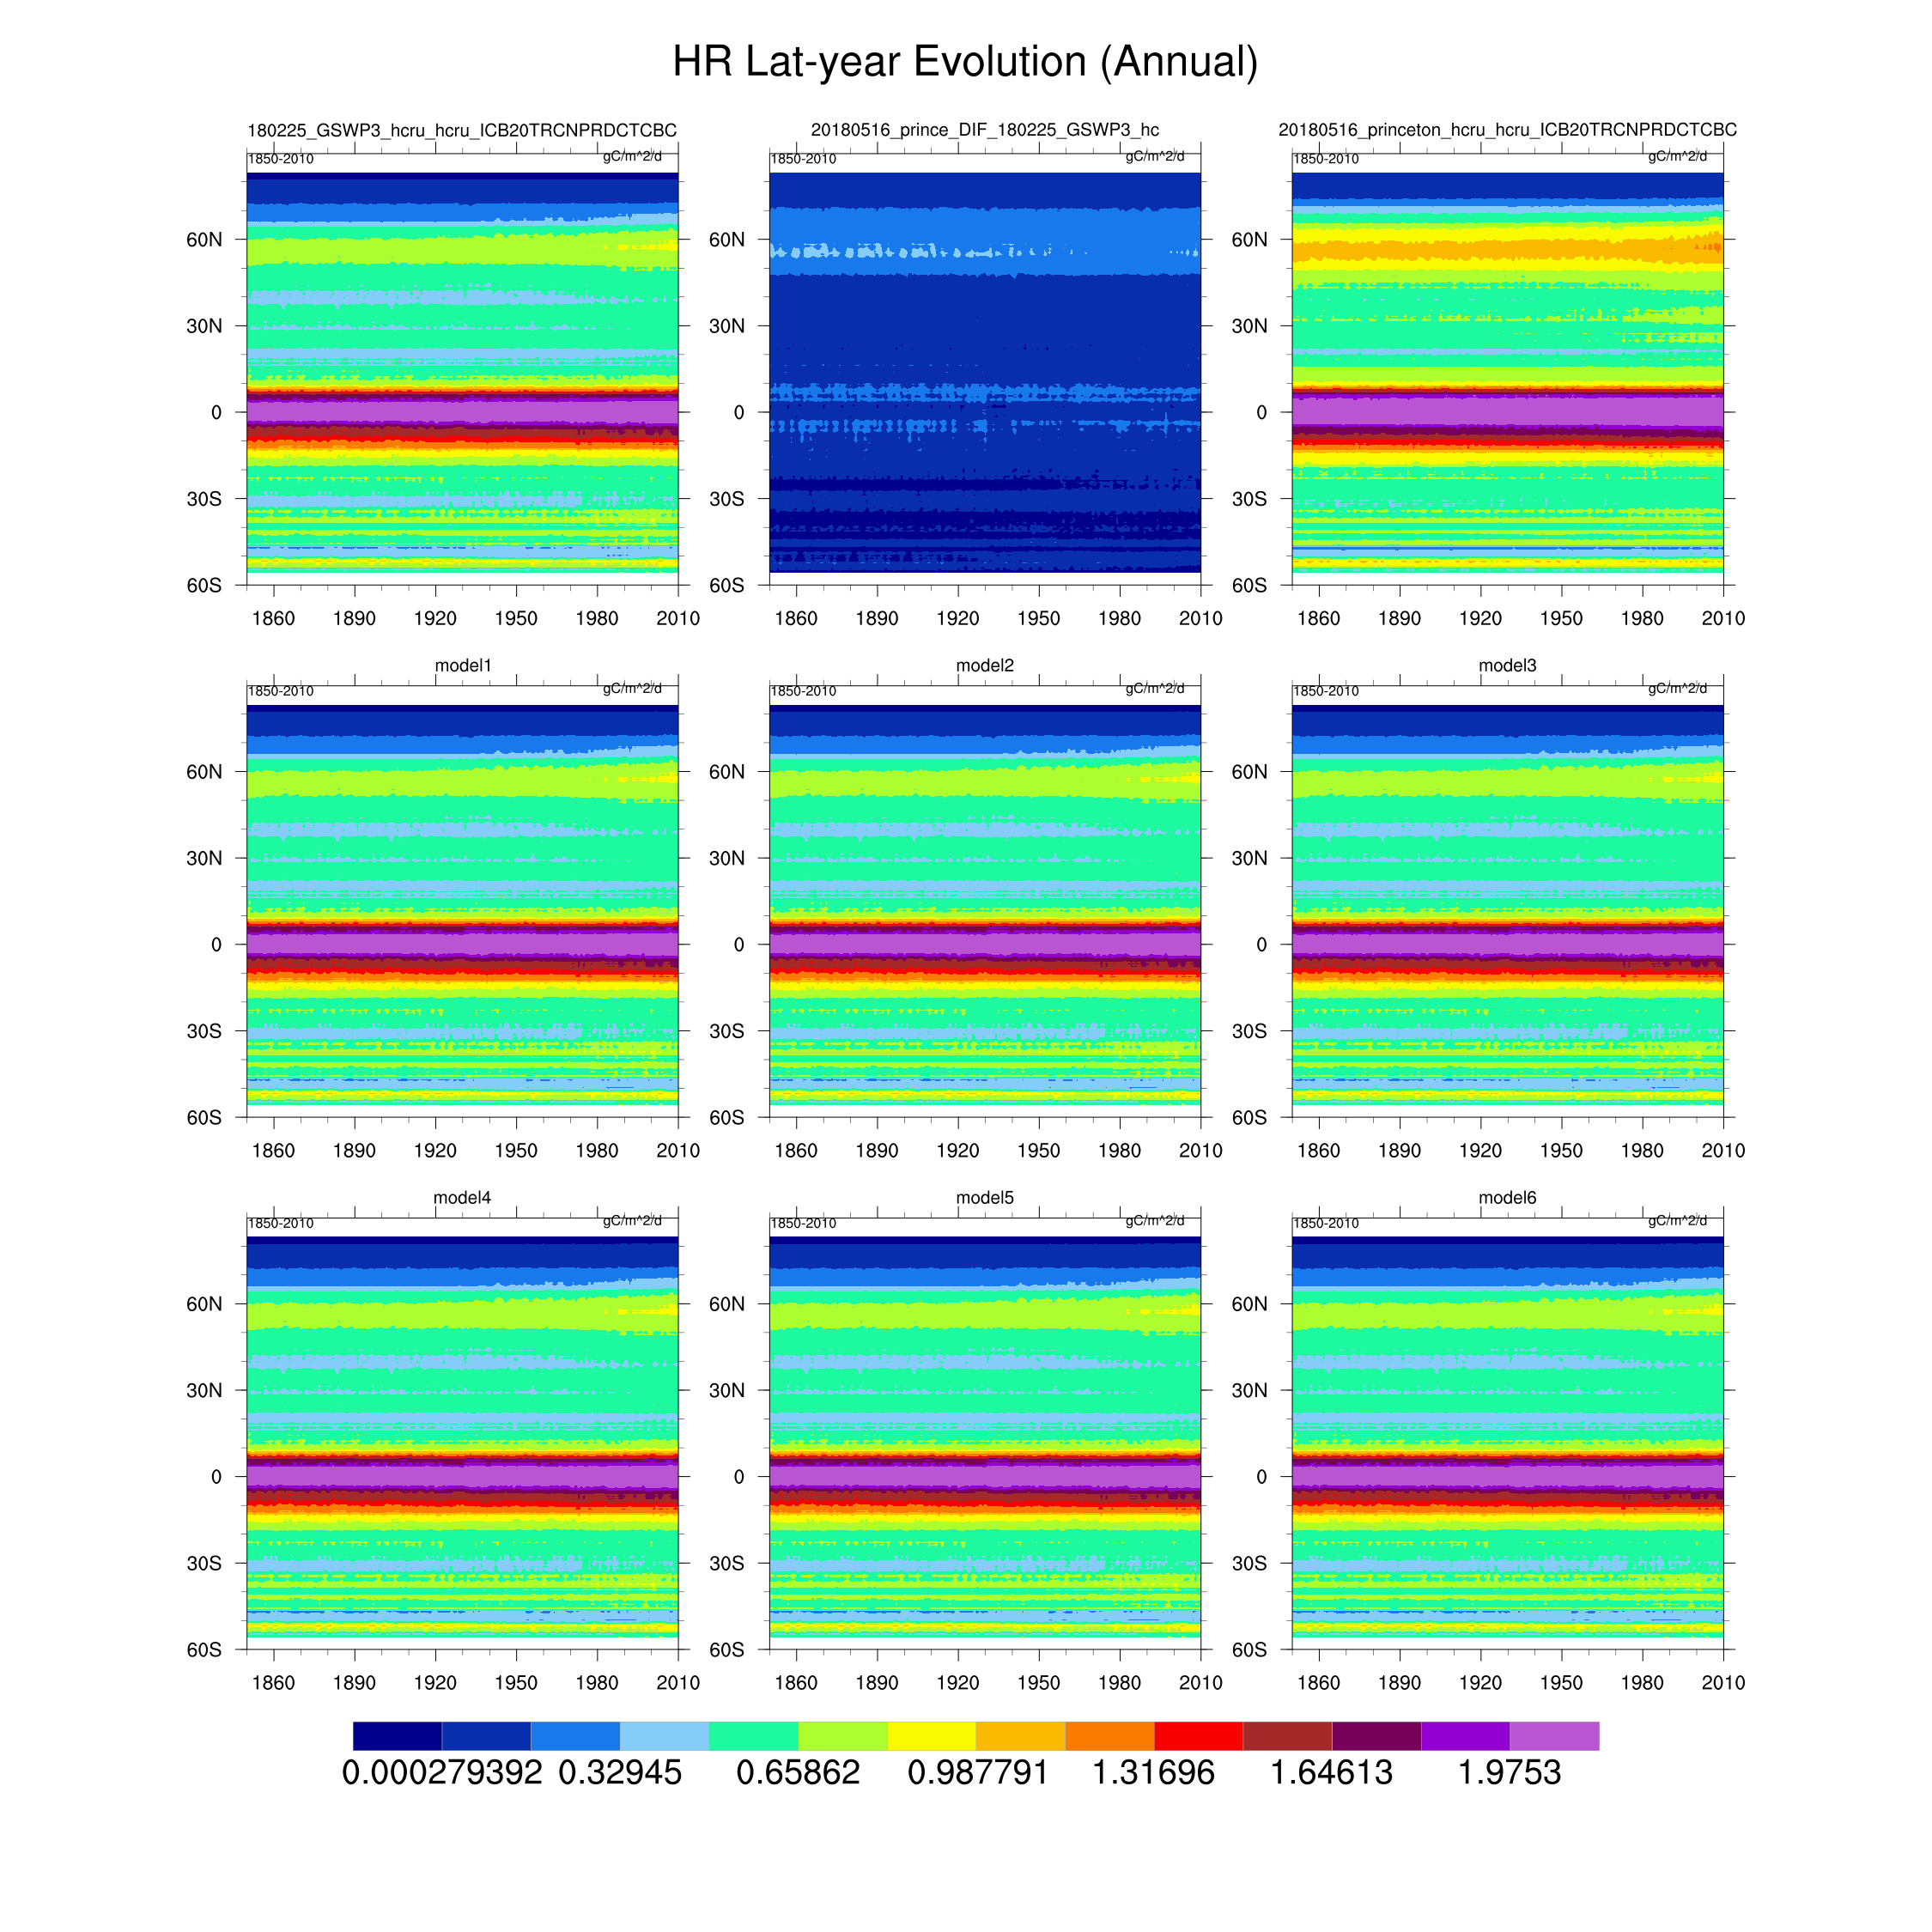 HR Lat-year Evolution (Annual)
180225_GSWP3_hcru_hcru_ICB20TRCNPRDCTCBC 20180516_prince_DIF_180225_GSWP3_hc 20180516_princeton_hcru_hcru_ICB20TRCNPRDCTCBC
1850-2010 gC/m^2/d 1850-2010 gC/m^2/d 1850-2010 gC/m^2/d
60N 60N 60N
30N 30N 30N
0 0 0
30S 30S 30S
60S 60S 60S
1860 1890 1920 1950 1980 2010 1860 1890 1920 1950 1980 2010 1860 1890 1920 1950 1980 2010
model1 model2 model3
1850-2010 gC/m^2/d 1850-2010 gC/m^2/d 1850-2010 gC/m^2/d
60N 60N 60N
30N 30N 30N
0 0 0
30S 30S 30S
60S 60S 60S
1860 1890 1920 1950 1980 2010 1860 1890 1920 1950 1980 2010 1860 1890 1920 1950 1980 2010
model4 model5 model6
1850-2010 gC/m^2/d 1850-2010 gC/m^2/d 1850-2010 gC/m^2/d
60N 60N 60N
30N 30N 30N
0 0 0
30S 30S 30S
60S 60S 60S
1860 1890 1920 1950 1980 2010 1860 1890 1920 1950 1980 2010 1860 1890 1920 1950 1980 2010
0.000279392 0.32945 0.65862 0.987791 1.31696 1.64613 1.9753